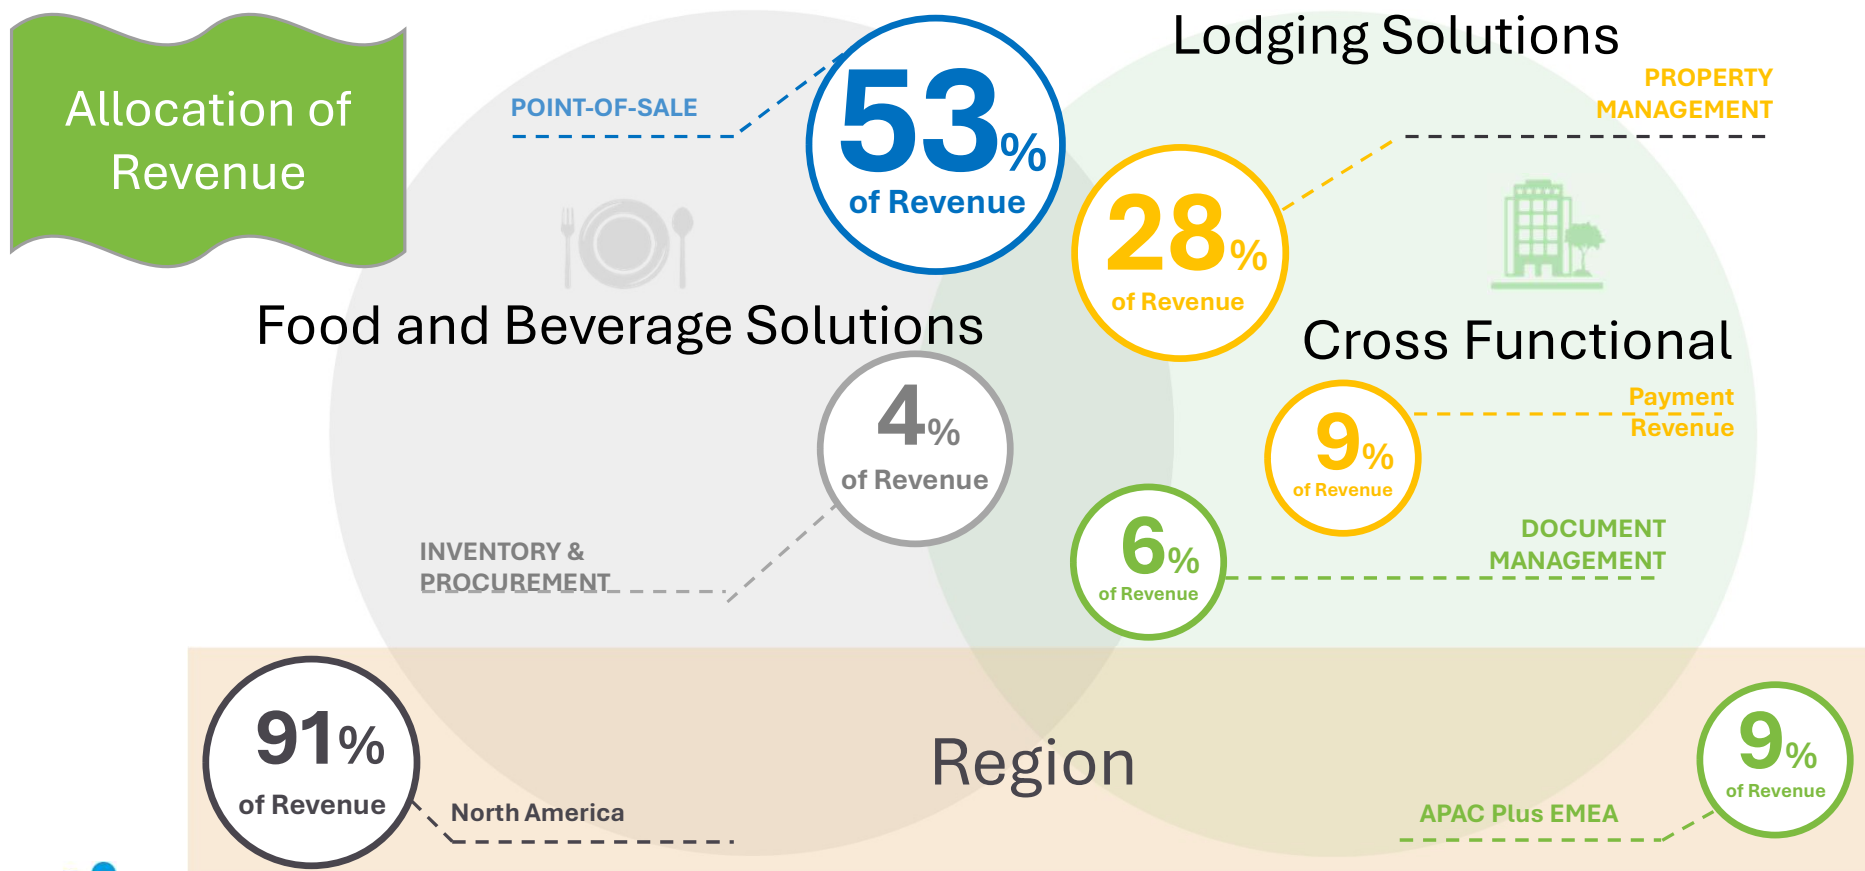 Allocation of
Revenue
POINT-OF-SALE
53%
of Revenue
Lodging Solutions
PROPERTY
MANAGEMENT
28%
of Revenue
Food and Beverage Solutions
Cross Functional
4%
of Revenue
Payment
Revenue
9%
of Revenue
INVENTORY &
PROCUREMENT
6%
of Revenue
DOCUMENT
MANAGEMENT
91%
of Revenue
North America
Region
APAC Plus EMEA
9%
of Revenue